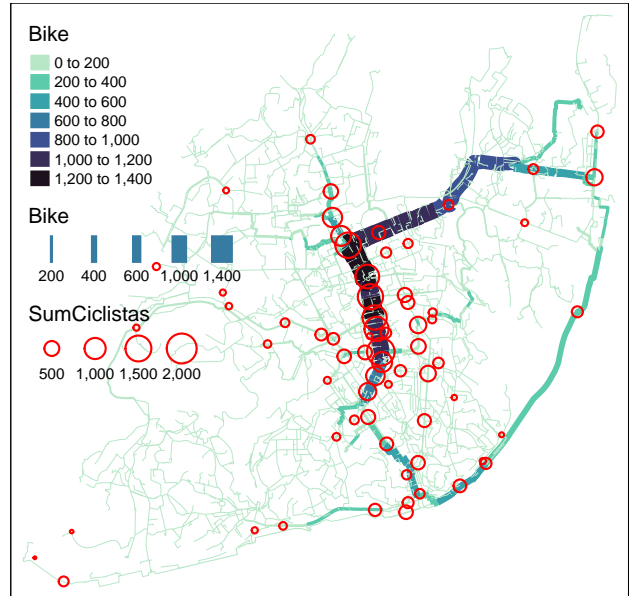 Bike
0 to 200
200 to 400
400 to 600
600 to 800
800 to 1,000
1,000 to 1,200
1,200 to 1,400
Bike
200 400 600 1,000 1,400
SumCiclistas
500 1,000 1,500 2,000